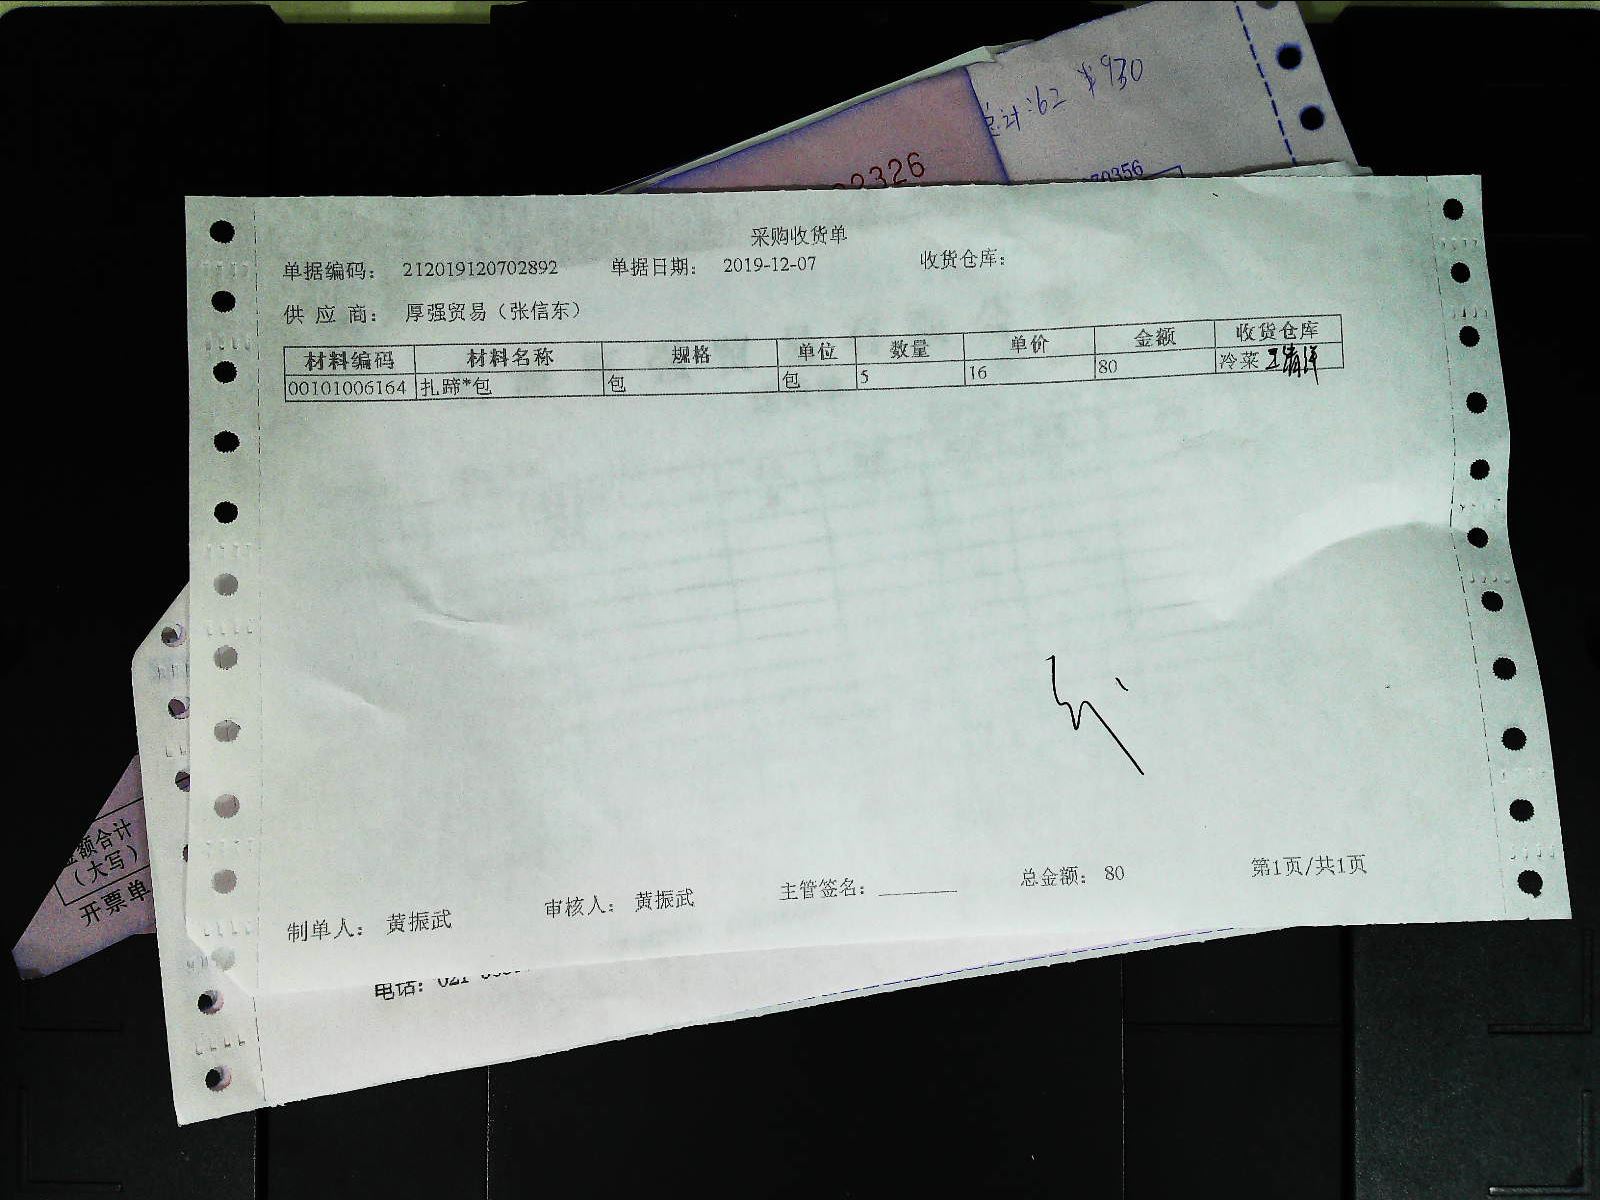 总计:62 ¥930
2326
70356
采购收货单
单据编码: 212019120702892 单据日期: 2019-12-07 收货仓库:
供应商: 厚强贸易(张信东)
材料编码 材料名称 规格 单位 数量 单价 金额 收货仓库
00101006164 扎蹄*包 包 包 5 16 80 冷菜
制单人: 黄振武 审核人: 黄振武 主管签名: 总金额: 80 第1页/共1页
金额合计
(大写)
开票单
电话: 021